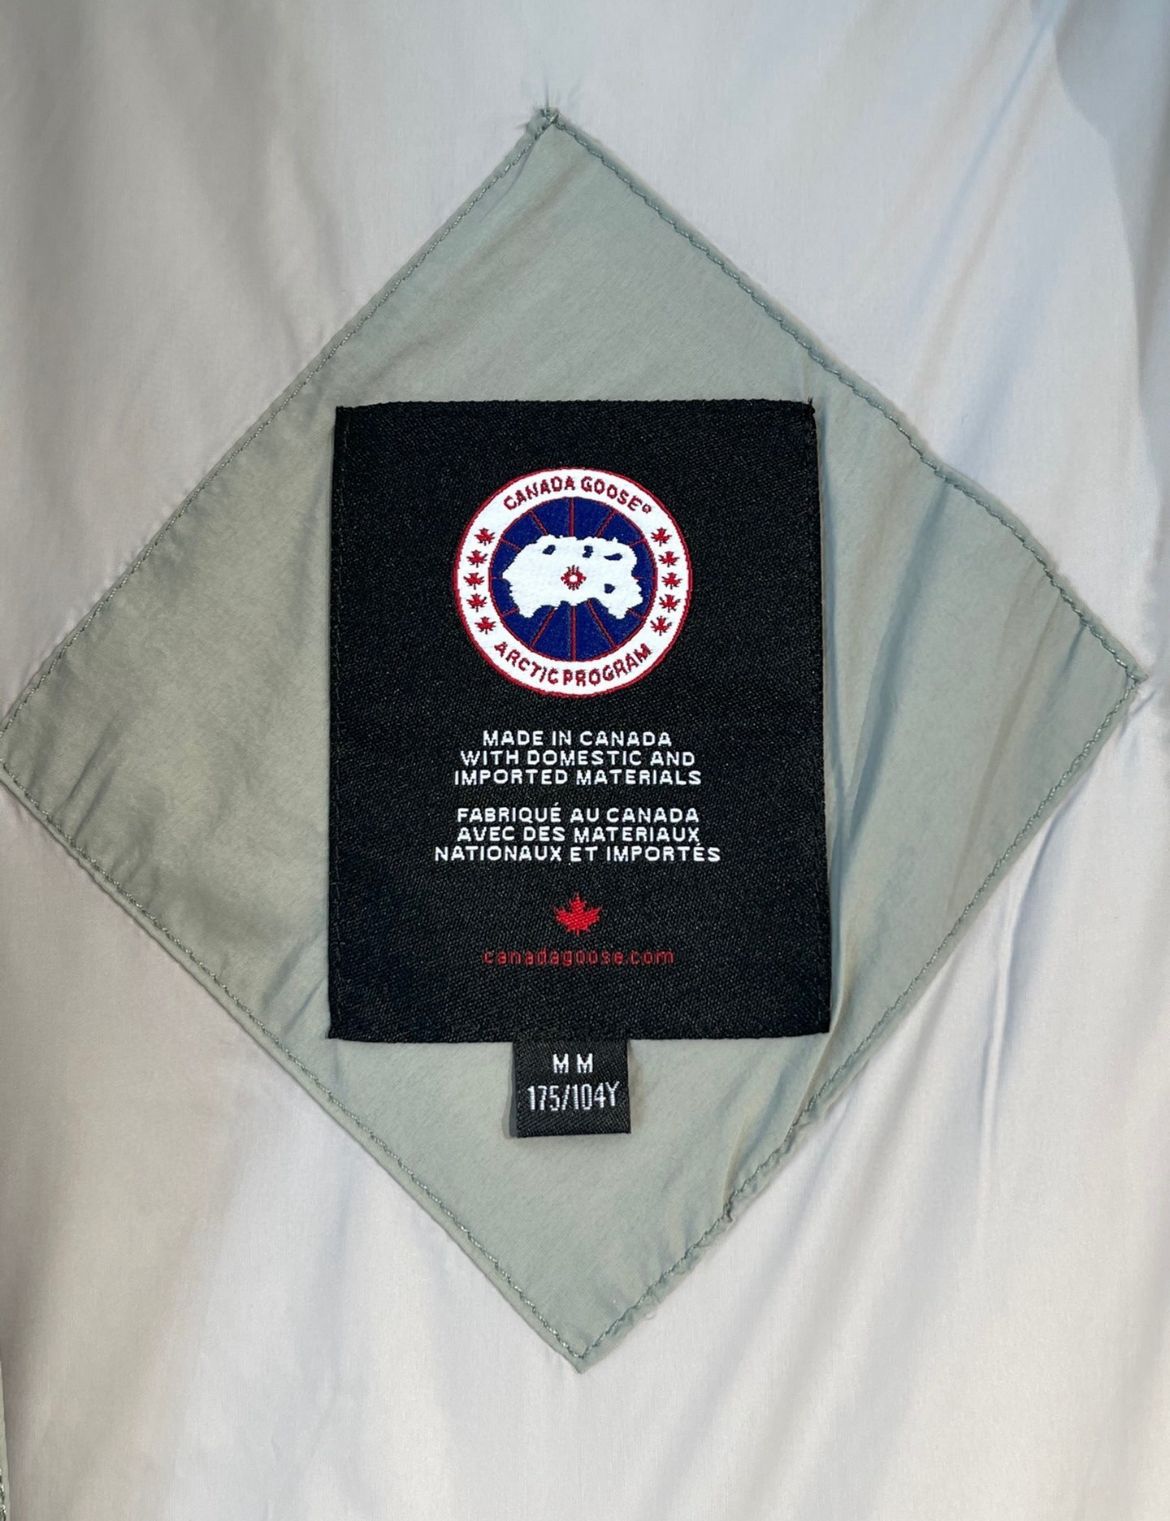 CANADA GOOSE®
ARCTIC PROGRAM
MADE IN CANADA
WITH DOMESTIC AND
IMPORTED MATERIALS
FABRIQUÉ AU CANADA
AVEC DES MATERIAUX
NATIONAUX ET IMPORTÉS
canadagoose.com
M M
175/104Y